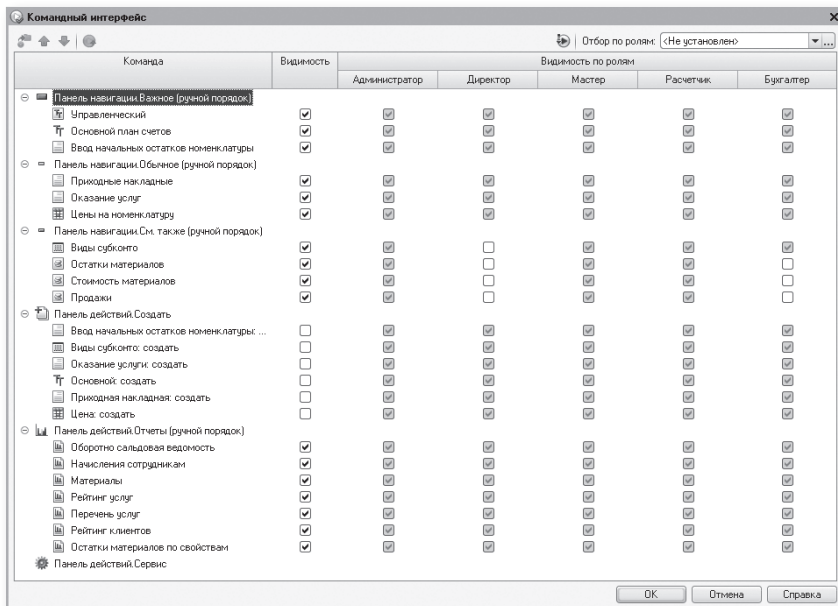 Командный интерфейс
Отбор по ролям: <Не установлен>
Команда Видимость Видимость по ролям
Администратор Директор Мастер Расчетчик Бухгалтер
Панель навигации.Важное (ручной порядок)
Управленческий
Основной план счетов
Ввод начальных остатков номенклатуры
Панель навигации.Обычное (ручной порядок)
Приходные накладные
Оказание услуг
Цены на номенклатуру
Панель навигации.См. также (ручной порядок)
Виды субконто
Остатки материалов
Стоимость материалов
Продажи
Панель действий.Создать
Ввод начальных остатков номенклатуры: ...
Виды субконто: создать
Оказание услуги: создать
Основной: создать
Приходная накладная: создать
Цена: создать
Панель действий.Отчеты (ручной порядок)
Оборотно сальдовая ведомость
Начисления сотрудникам
Материалы
Рейтинг услуг
Перечень услуг
Рейтинг клиентов
Остатки материалов по свойствам
Панель действий.Сервис
OK Отмена Справка